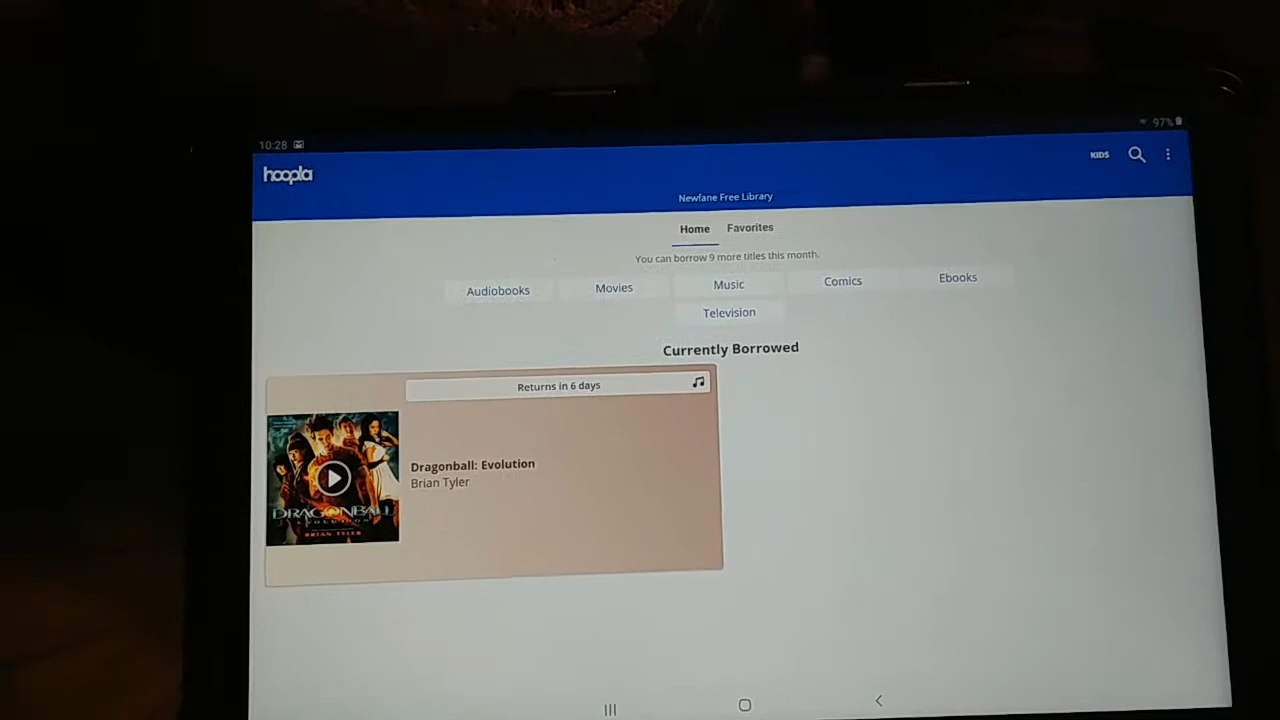 10:28
97%
hoopla
KIDS
Newfane Free Library
Home Favorites
You can borrow 9 more titles this month.
Audiobooks Movies Music Comics Ebooks
Television
Currently Borrowed
Returns in 6 days
Dragonball: Evolution
Brian Tyler
DRAGONBALL
EVOLUTION
BRIAN TYLER